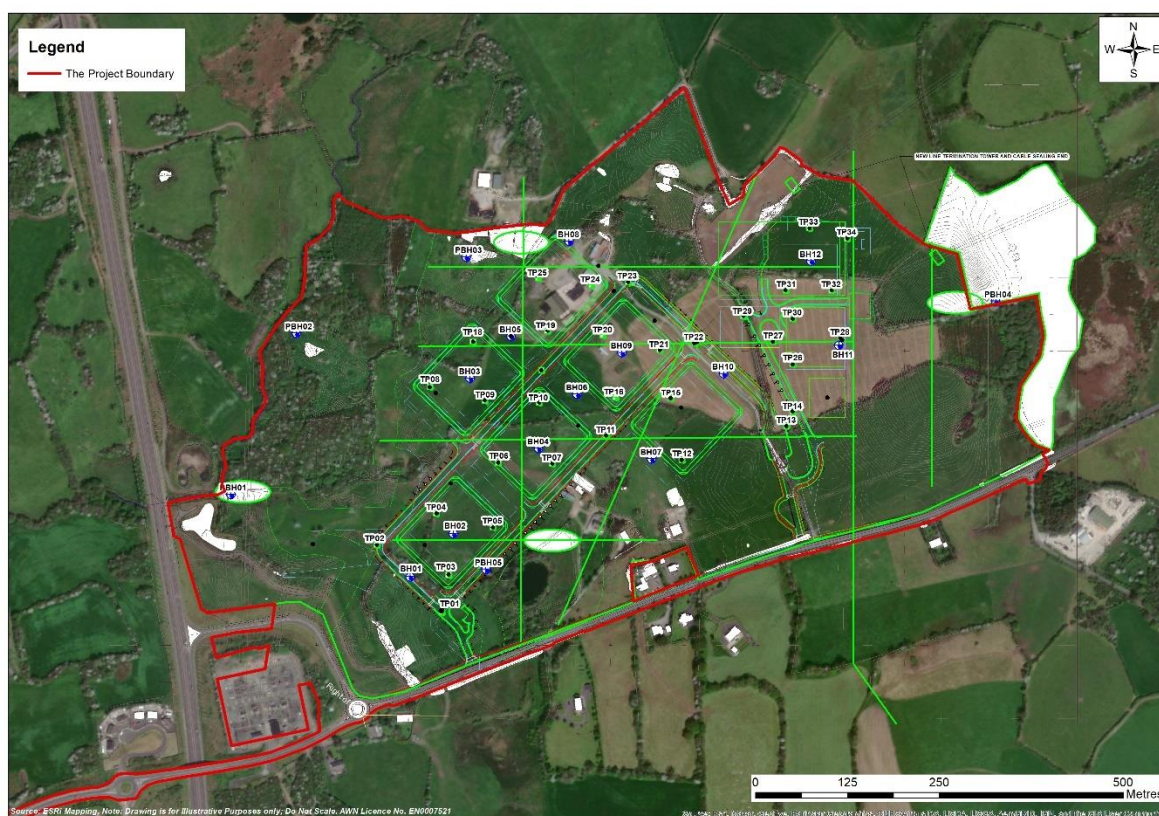 Legend
The Project Boundary
N
W E
S
NEW LINE TERMINATION TOWER AND CABLE SEALING END
TP33
TP34
BH08
PBH03
BH12
TP25
TP24
TP23
TP31
TP32
PBH04
TP29
TP30
PBH02
TP18
BH05
TP19
TP20
TP22
TP27
TP28
TP21
BH09
BH11
TP26
BH03
TP08
BH10
TP09
TP10
BH06
TP16
TP15
TP14
TP13
TP11
BH04
TP06
TP07
BH07
TP12
PBH01
TP04
TP05
BH02
TP02
TP03
PBH05
BH01
TP01
0 125 250 500
Metres
Source: ESRI Mapping, Note: Drawing is for Illustrative Purposes only; Do Not Scale. AWN Licence No. EN0007521